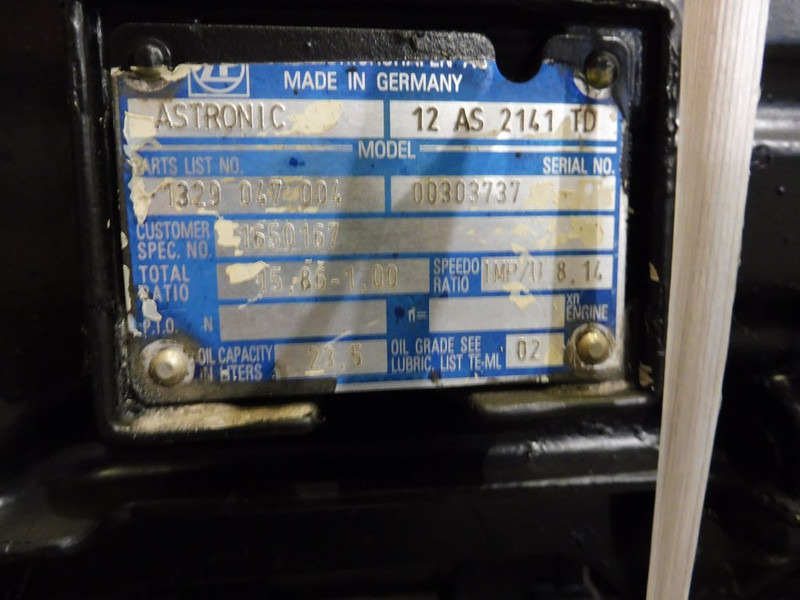 ZF
MADE IN GERMANY
ASTRONIC 12 AS 2141 TD
MODEL
PARTS LIST NO. SERIAL NO.
1329 047 004 00303737
CUSTOMER SPEC. NO. 1650167
TOTAL RATIO 15.86-1.00 SPEEDO RATIO IMP/U 8.14
P.T.O. N n= xn ENGINE
OIL CAPACITY IN LITERS 23.5 OIL GRADE SEE LUBRIC. LIST TE-ML 02